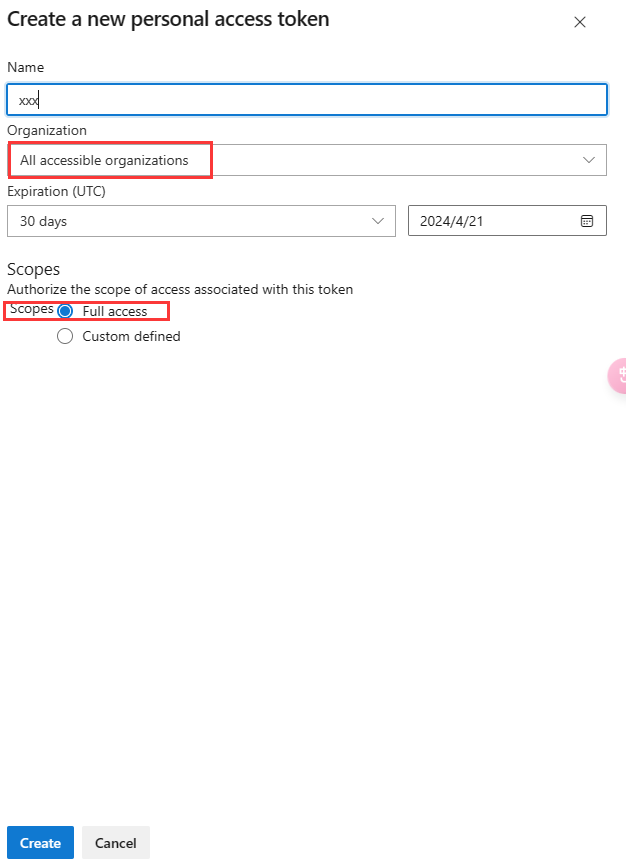 Create a new personal access token
Name
xxx
Organization
All accessible organizations
Expiration (UTC)
30 days 2024/4/21
Scopes
Authorize the scope of access associated with this token
Scopes Full access
Custom defined
Create Cancel